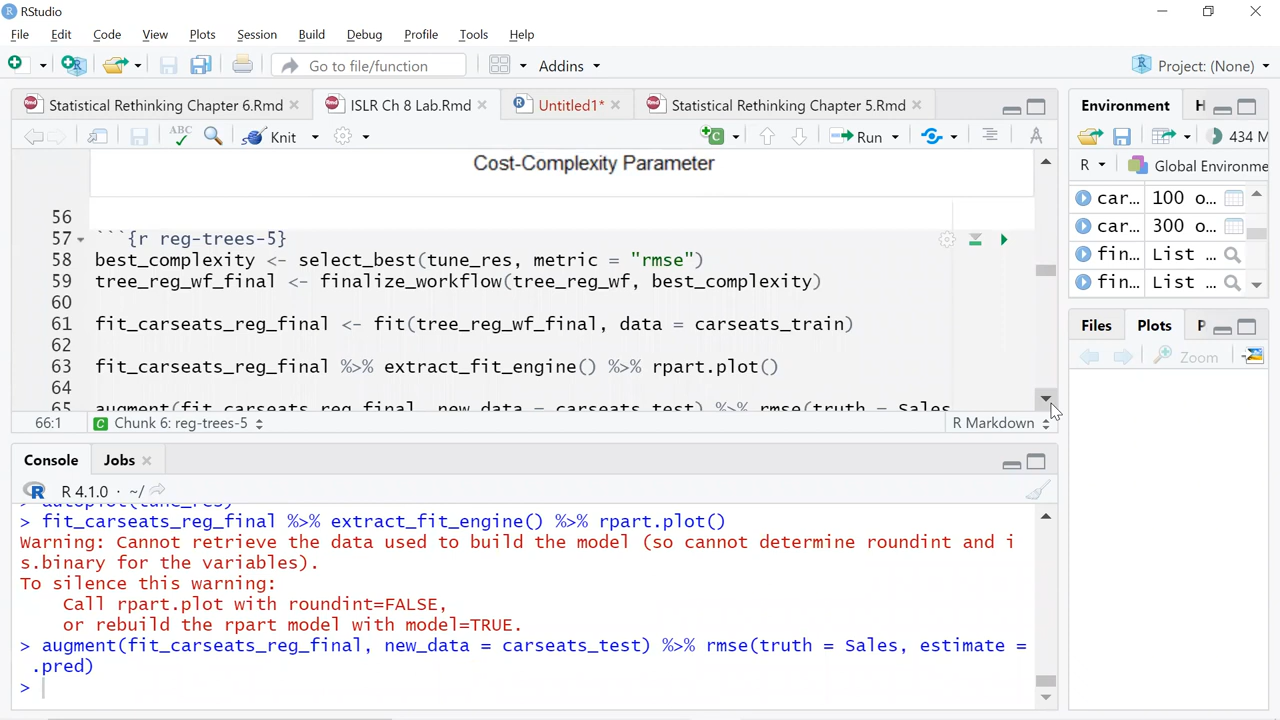 RStudio
File Edit Code View Plots Session Build Debug Profile Tools Help
Go to file/function Addins Project: (None)
Statistical Rethinking Chapter 6.Rmd ISLR Ch 8 Lab.Rmd Untitled1* Statistical Rethinking Chapter 5.Rmd
Environment H
ABC Knit Run 434 M
R Global Environme
Cost-Complexity Parameter
car... 100 o...
car... 300 o...
fin... List ...
fin... List ...
56
57 ```{r reg-trees-5}
58 best_complexity <- select_best(tune_res, metric = "rmse")
59 tree_reg_wf_final <- finalize_workflow(tree_reg_wf, best_complexity)
60
61 fit_carseats_reg_final <- fit(tree_reg_wf_final, data = carseats_train)
62
63 fit_carseats_reg_final %>% extract_fit_engine() %>% rpart.plot()
64
65 augment(fit_carseats_reg_final, new_data = carseats_test) %>% rmse(truth = Sales,
66:1 Chunk 6: reg-trees-5 R Markdown
Files Plots P
Zoom
Console Jobs
R 4.1.0 · ~/
> autoplot(tune_res)
> fit_carseats_reg_final %>% extract_fit_engine() %>% rpart.plot()
Warning: Cannot retrieve the data used to build the model (so cannot determine roundint and i
s.binary for the variables).
To silence this warning:
Call rpart.plot with roundint=FALSE,
or rebuild the rpart model with model=TRUE.
> augment(fit_carseats_reg_final, new_data = carseats_test) %>% rmse(truth = Sales, estimate =
.pred)
>